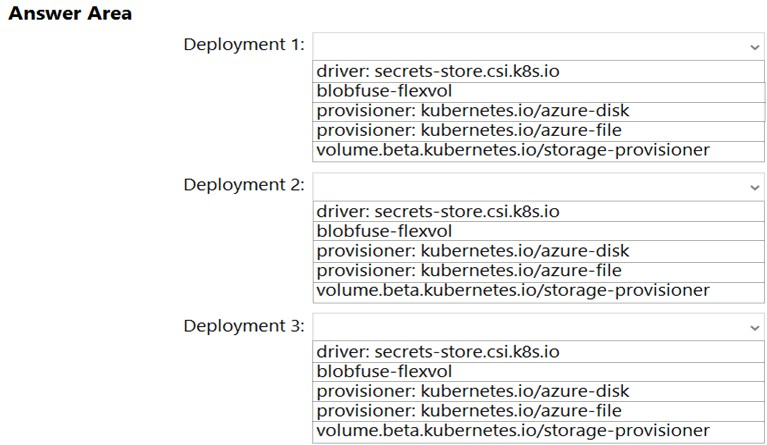 Answer Area
Deployment 1:
driver: secrets-store.csi.k8s.io
blobfuse-flexvol
provisioner: kubernetes.io/azure-disk
provisioner: kubernetes.io/azure-file
volume.beta.kubernetes.io/storage-provisioner
Deployment 2:
driver: secrets-store.csi.k8s.io
blobfuse-flexvol
provisioner: kubernetes.io/azure-disk
provisioner: kubernetes.io/azure-file
volume.beta.kubernetes.io/storage-provisioner
Deployment 3:
driver: secrets-store.csi.k8s.io
blobfuse-flexvol
provisioner: kubernetes.io/azure-disk
provisioner: kubernetes.io/azure-file
volume.beta.kubernetes.io/storage-provisioner